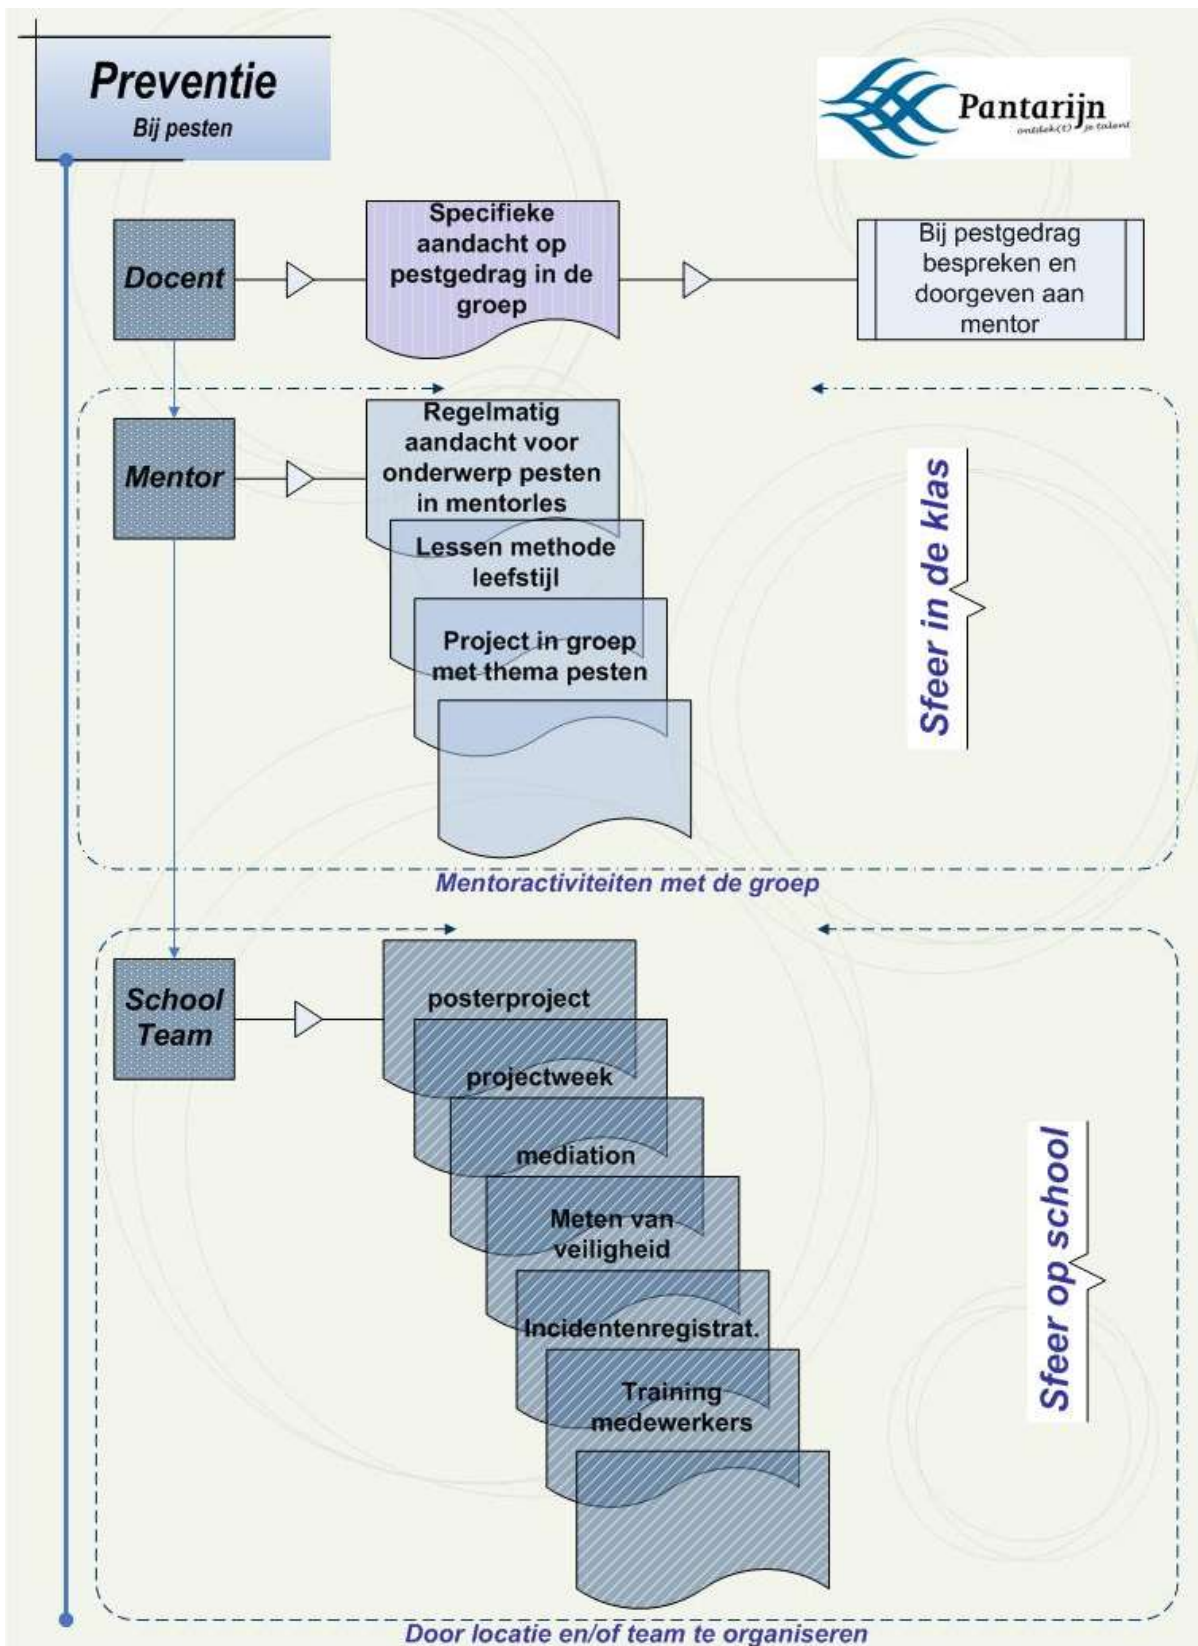 Preventie
Bij pesten
Pantarijn
ontdek(t) je talent
Docent
Specifieke
aandacht op
pestgedrag in de
groep
Bij pestgedrag
bespreken en
doorgeven aan
mentor
Mentor
Regelmatig
aandacht voor
onderwerp pesten
in mentorles
Lessen methode
leefstijl
Project in groep
met thema pesten
Sfeer in de klas
Mentoractiviteiten met de groep
School
Team
posterproject
projectweek
mediation
Meten van
veiligheid
Incidentenregistrat.
Training
medewerkers
Sfeer op school
Door locatie en/of team te organiseren